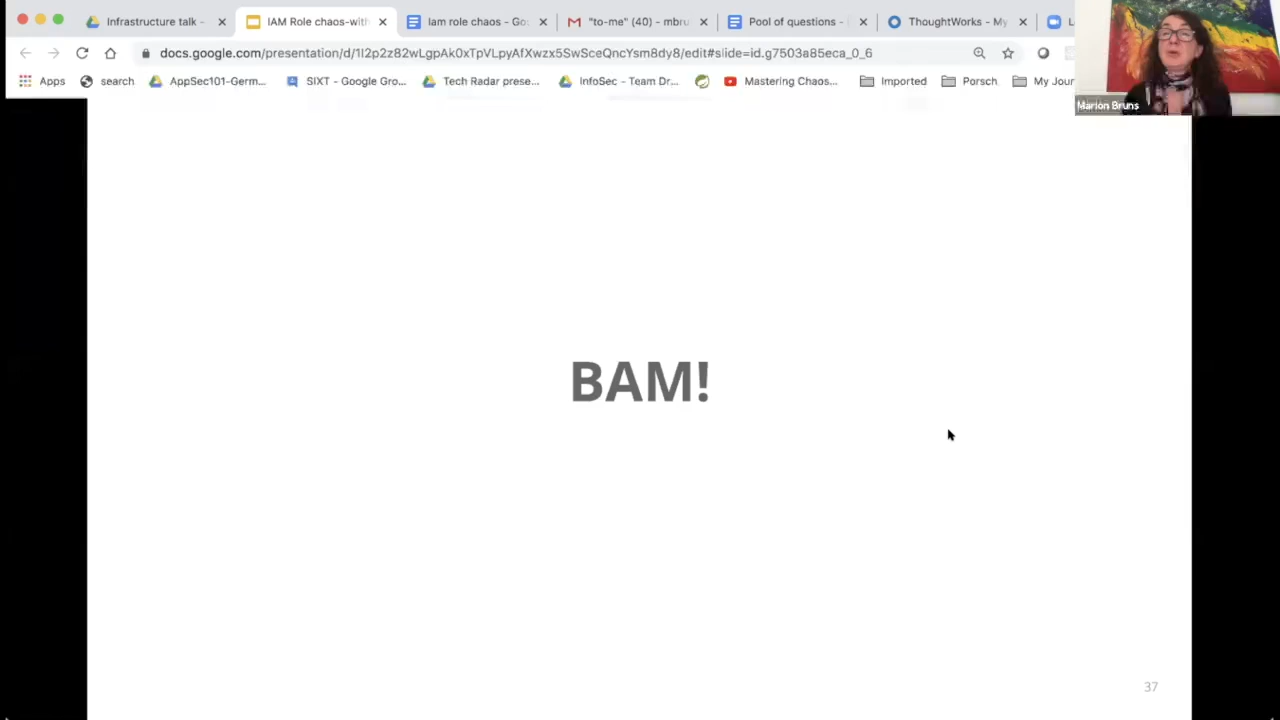 Infrastructure talk -
IAM Role chaos-with
Iam role chaos - Go
"to-me" (40) - mbru
Pool of questions -
ThoughtWorks - My
docs.google.com/presentation/d/1I2p2z82wLgpAk0xTpVLpyAfXwzx5SwSceQncYsm8dy8/edit#slide=id.g7503a85eca_0_6
Apps
search
AppSec101-Germ...
SIXT - Google Gro...
Tech Radar prese...
InfoSec - Team Dr...
Mastering Chaos...
Imported
Porsch
My Jour
Marion Bruns
BAM!
37